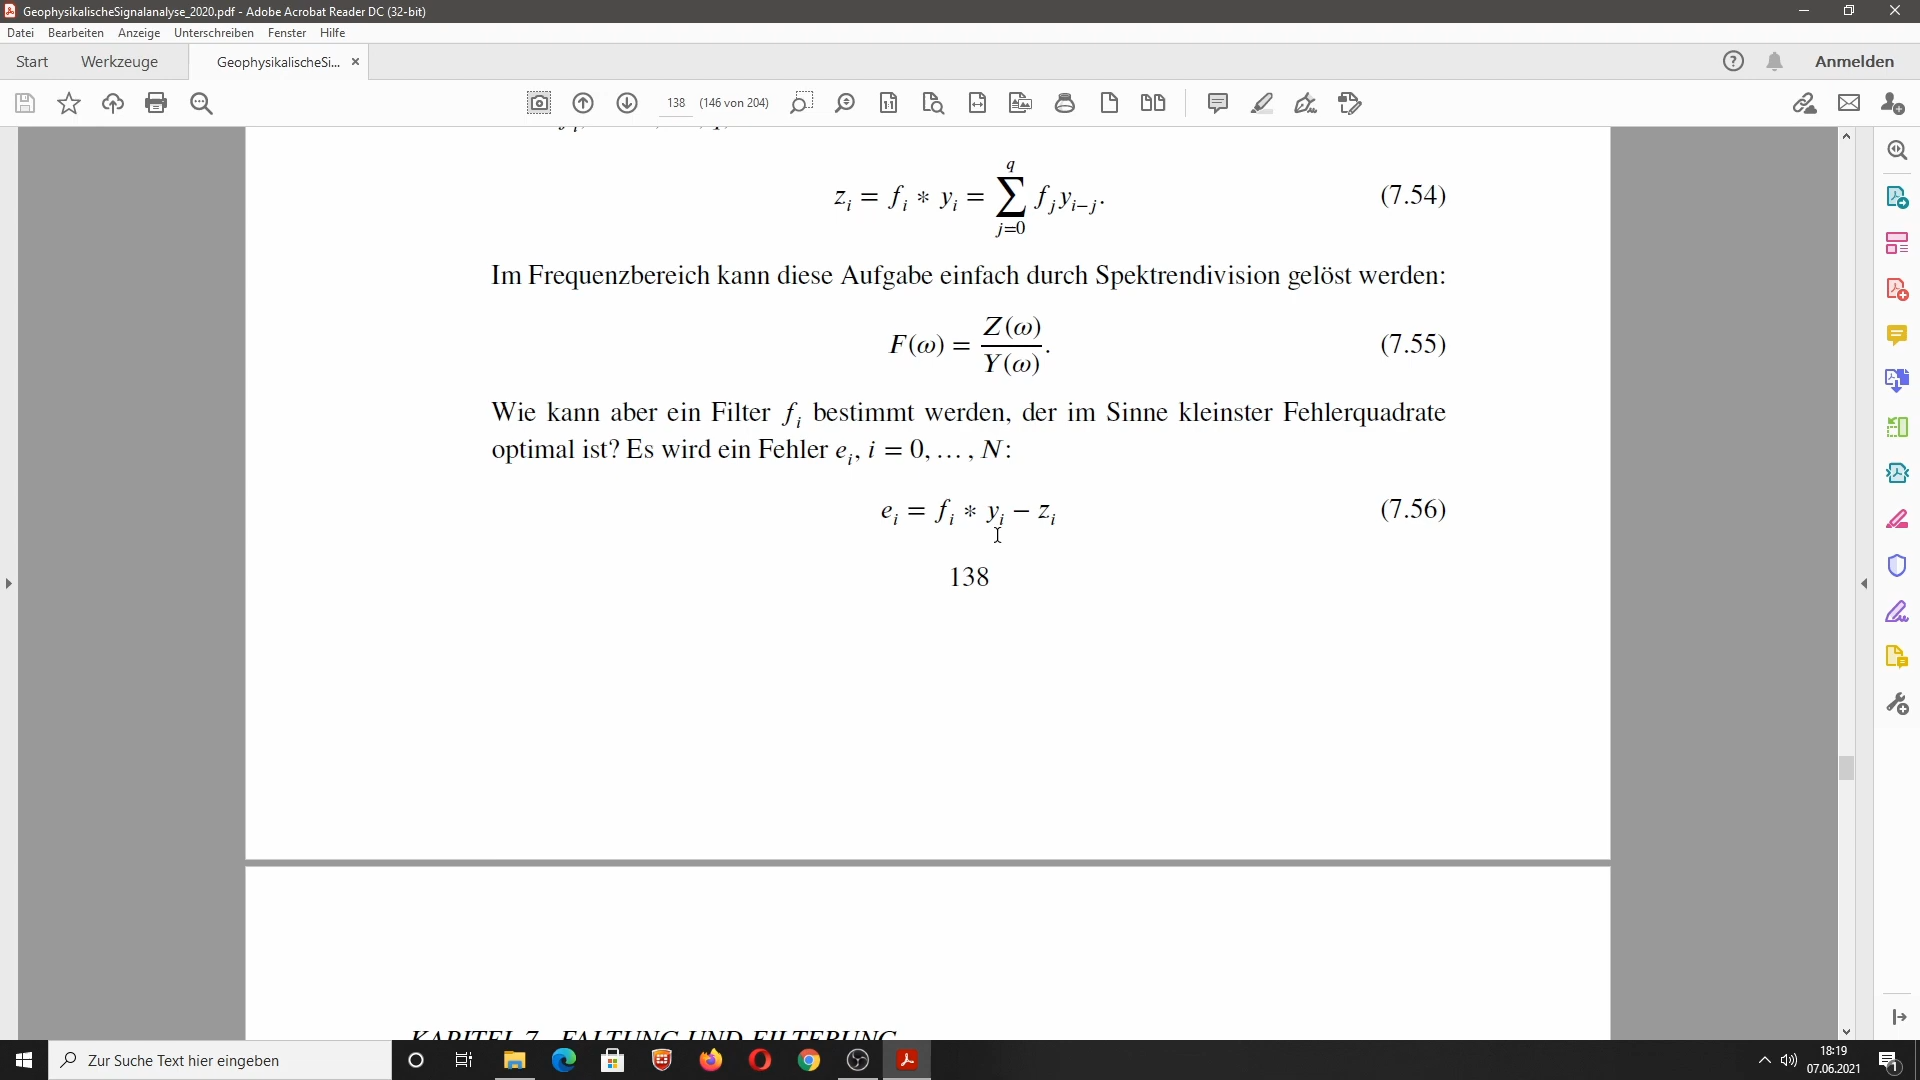 GeophysikalischeSignalanalyse_2020.pdf - Adobe Acrobat Reader DC (32-bit)
Datei Bearbeiten Anzeige Unterschreiben Fenster Hilfe
Start Werkzeuge GeophysikalischeSi... × Anmelden
138 (146 von 204)
z_i = f_i * y_i = ∑_{j=0}^{q} f_j y_{i−j}. (7.54)
Im Frequenzbereich kann diese Aufgabe einfach durch Spektrendivision gelöst werden:
F(ω) = Z(ω)/Y(ω). (7.55)
Wie kann aber ein Filter f_i bestimmt werden, der im Sinne kleinster Fehlerquadrate
optimal ist? Es wird ein Fehler e_i, i = 0, … , N:
e_i = f_i * y_i − z_i (7.56)
138
KAPITEL 7. FALTUNG UND FILTERUNG
Zur Suche Text hier eingeben
18:19
07.06.2021
1